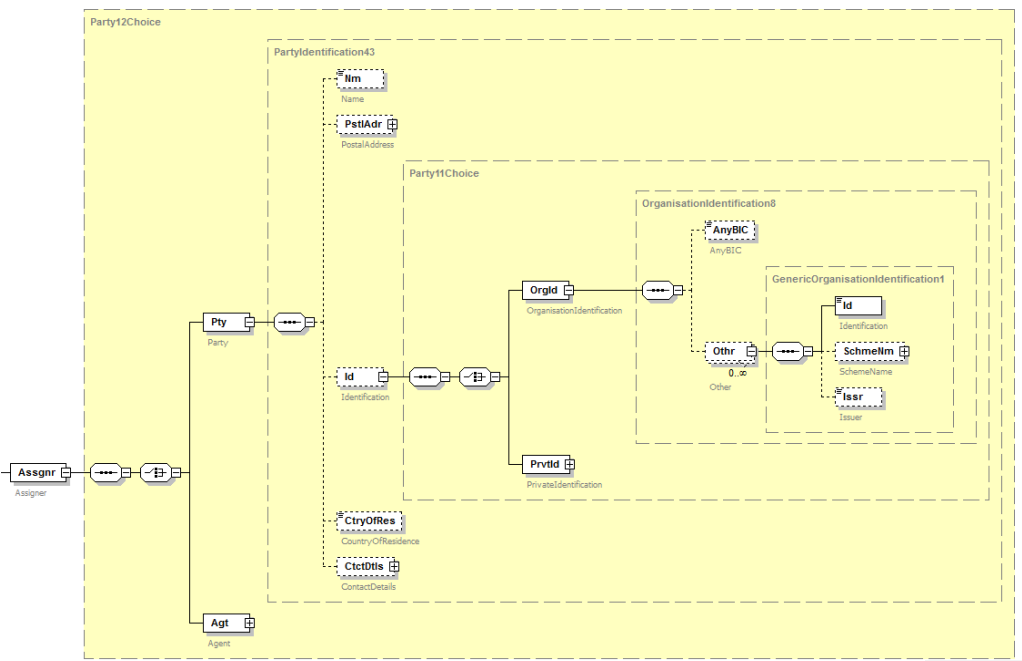 Party12Choice
PartyIdentification43
Nm
Name
PstlAdr
PostalAddress
Party11Choice
OrganisationIdentification8
AnyBIC
AnyBIC
GenericOrganisationIdentification1
OrgId
OrganisationIdentification
Id
Identification
Pty
Party
Othr
0..∞
Other
SchmeNm
SchemeName
Id
Identification
Issr
Issuer
Assgnr
Assigner
PrvtId
PrivateIdentification
CtryOfRes
CountryOfResidence
CtctDtls
ContactDetails
Agt
Agent